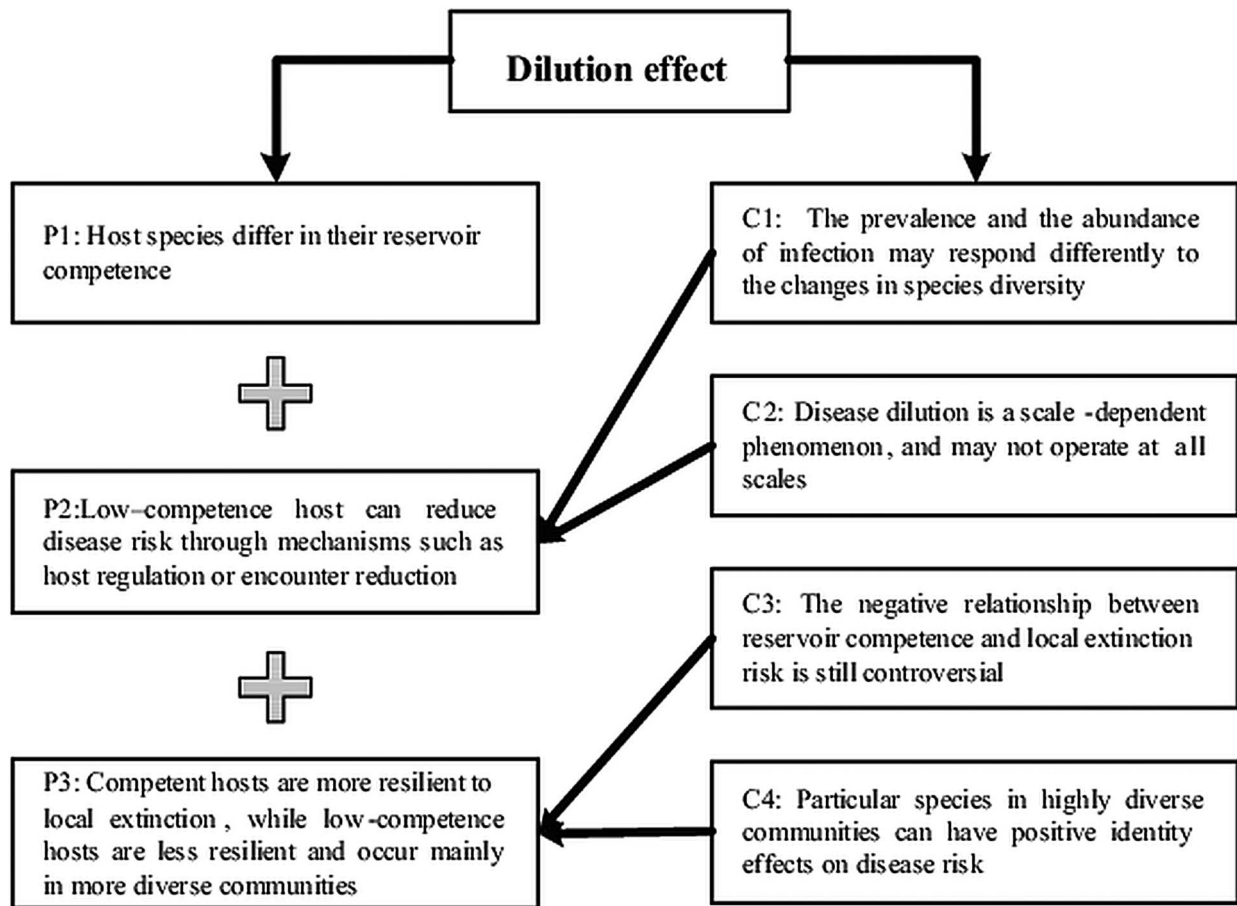 Dilution effect
P1: Host species differ in their reservoir
competence
P2:Low–competence host can reduce
disease risk through mechanisms such as
host regulation or encounter reduction
P3: Competent hosts are more resilient to
local extinction , while low-competence
hosts are less resilient and occur mainly
in more diverse communities
C1: The prevalence and the abundance
of infection may respond differently to
the changes in species diversity
C2: Disease dilution is a scale -dependent
phenomenon, and may not operate at all
scales
C3: The negative relationship between
reservoir competence and local extinction
risk is still controversial
C4: Particular species in highly diverse
communities can have positive identity
effects on disease risk